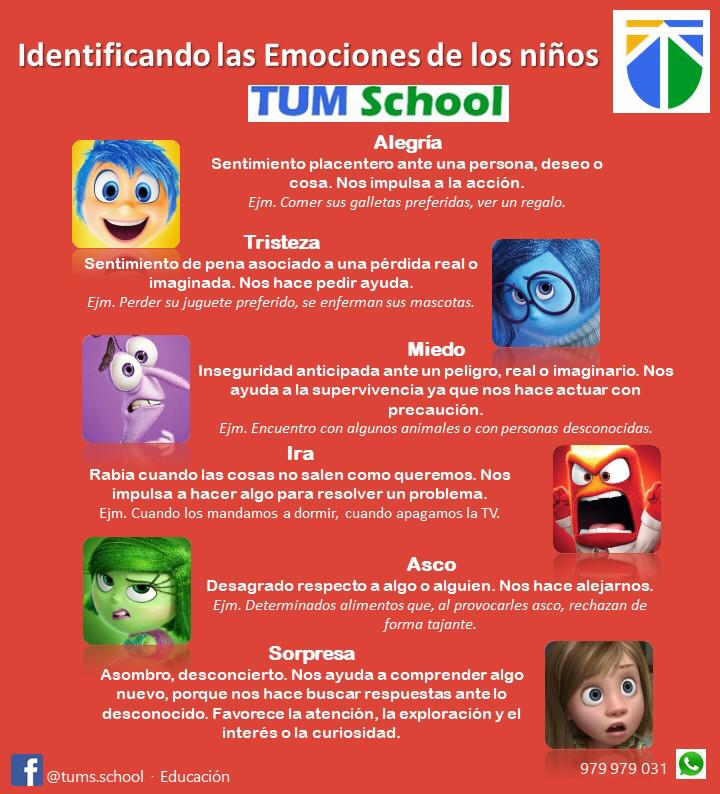 Identificando las Emociones de los niños
TUM School
Alegría
Sentimiento placentero ante una persona, deseo o
cosa. Nos impulsa a la acción.
Ejm. Comer sus galletas preferidas, ver un regalo.
Tristeza
Sentimiento de pena asociado a una pérdida real o
imaginada. Nos hace pedir ayuda.
Ejm. Perder su juguete preferido, se enferman sus mascotas.
Miedo
Inseguridad anticipada ante un peligro, real o imaginario. Nos
ayuda a la supervivencia ya que nos hace actuar con
precaución.
Ejm. Encuentro con algunos animales o con personas desconocidas.
Ira
Rabia cuando las cosas no salen como queremos. Nos
impulsa a hacer algo para resolver un problema.
Ejm. Cuando los mandamos a dormir, cuando apagamos la TV.
Asco
Desagrado respecto a algo o alguien. Nos hace alejarnos.
Ejm. Determinados alimentos que, al provocarles asco, rechazan de
forma tajante.
Sorpresa
Asombro, desconcierto. Nos ayuda a comprender algo
nuevo, porque nos hace buscar respuestas ante lo
desconocido. Favorece la atención, la exploración y el
interés o la curiosidad.
@tums.school · Educación
979 979 031